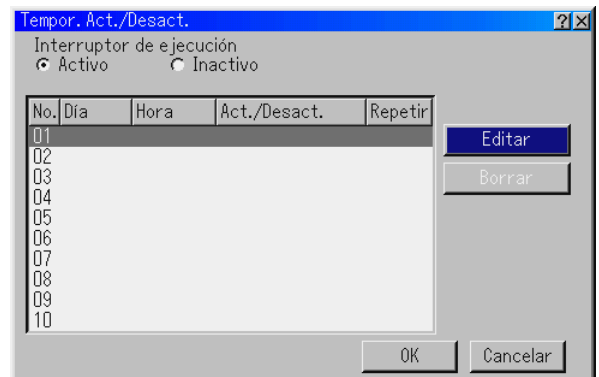 Tempor. Act./Desact. ? ×
Interruptor de ejecución
Activo Inactivo
No. Día Hora Act./Desact. Repetir
01
02
03
04
05
06
07
08
09
10
Editar
Borrar
OK Cancelar